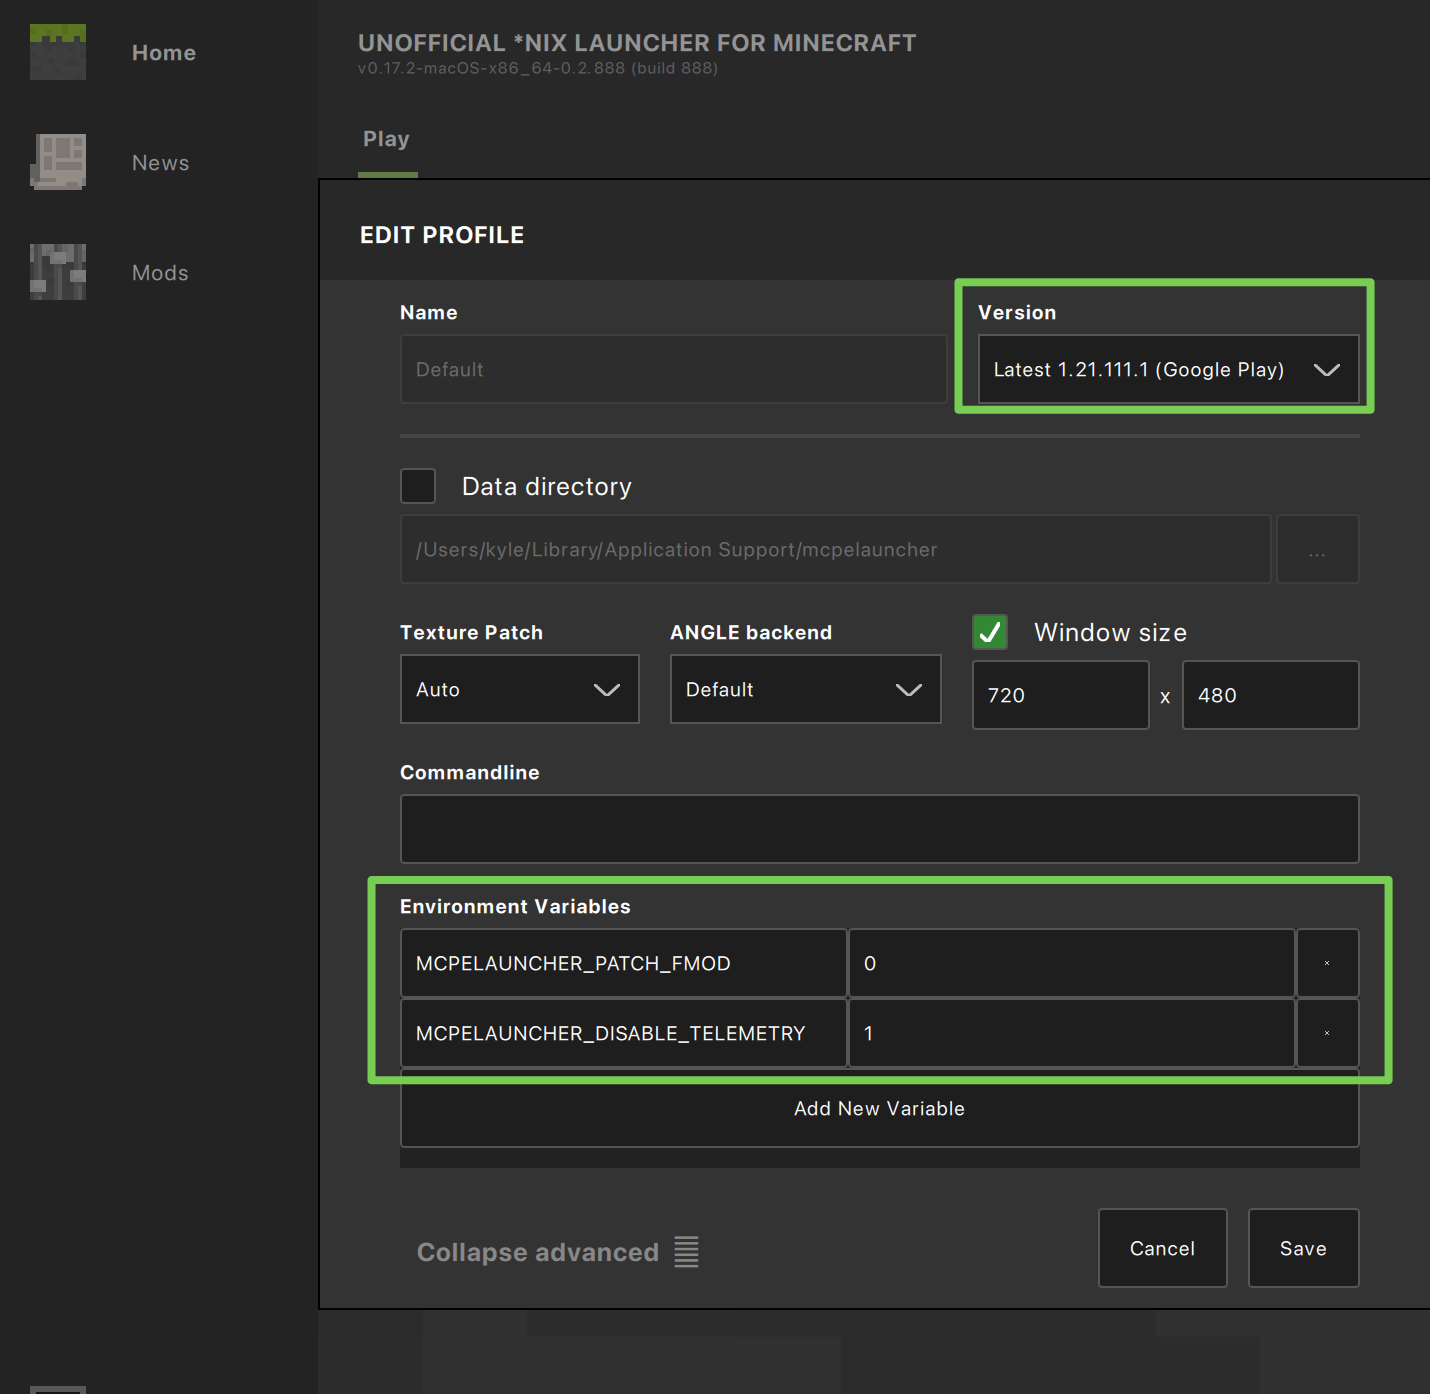 Home
News
Mods
UNOFFICIAL *NIX LAUNCHER FOR MINECRAFT
v0.17.2-macOS-x86_64-0.2.888 (build 888)
Play
EDIT PROFILE
Name
Default
Version
Latest 1.21.111.1 (Google Play)
Data directory
/Users/kyle/Library/Application Support/mcpelauncher
...
Texture Patch
Auto
ANGLE backend
Default
Window size
720 x 480
Commandline
Environment Variables
MCPELAUNCHER_PATCH_FMOD 0
MCPELAUNCHER_DISABLE_TELEMETRY 1
Add New Variable
Collapse advanced
Cancel
Save